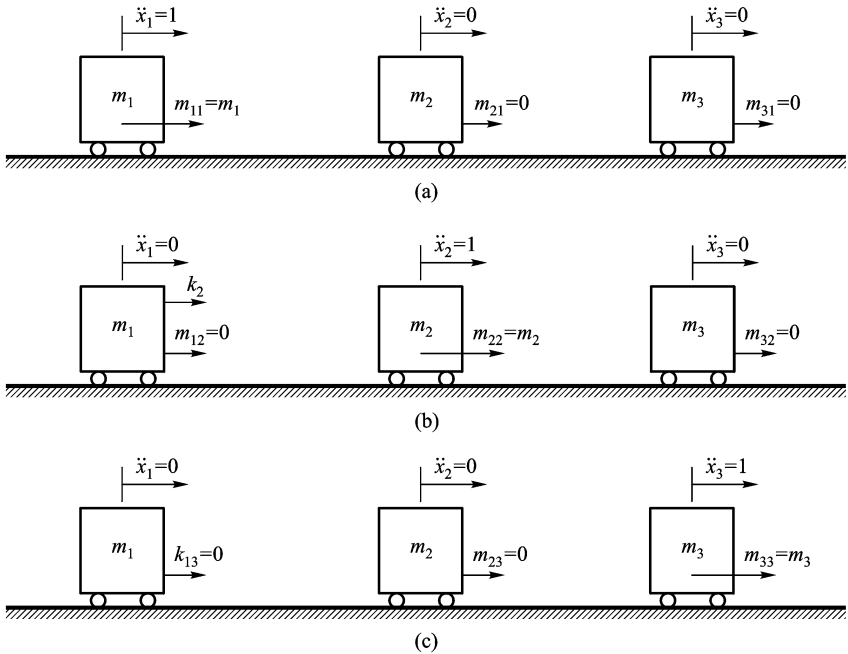 ẍ₁=1 ẍ₂=0 ẍ₃=0
m₁ m₂ m₃
m₁₁=m₁ m₂₁=0 m₃₁=0
(a)
ẍ₁=0 ẍ₂=1 ẍ₃=0
k₂
m₁ m₂ m₃
m₁₂=0 m₂₂=m₂ m₃₂=0
(b)
ẍ₁=0 ẍ₂=0 ẍ₃=1
m₁ m₂ m₃
k₁₃=0 m₂₃=0 m₃₃=m₃
(c)